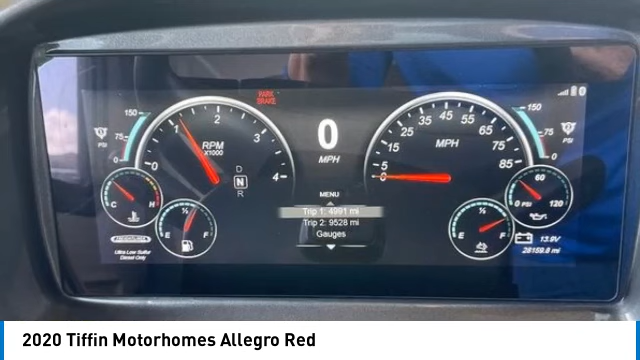 PARK
BRAKE
0
150
75
PSI
0
0
1
2
3
4
RPM
X1000
D
N
R
0
MPH
MENU
Trip 1: 4991 mi
Trip 2: 9528 mi
Gauges
0
5
15
25
35
45
55
65
75
85
MPH
150
75
PSI
0
C H
E ½ F
Ultra Low Sulfur
Diesel Only
E ½ F
60
0 PSI 120
13.9V
28159.8 mi
2020 Tiffin Motorhomes Allegro Red